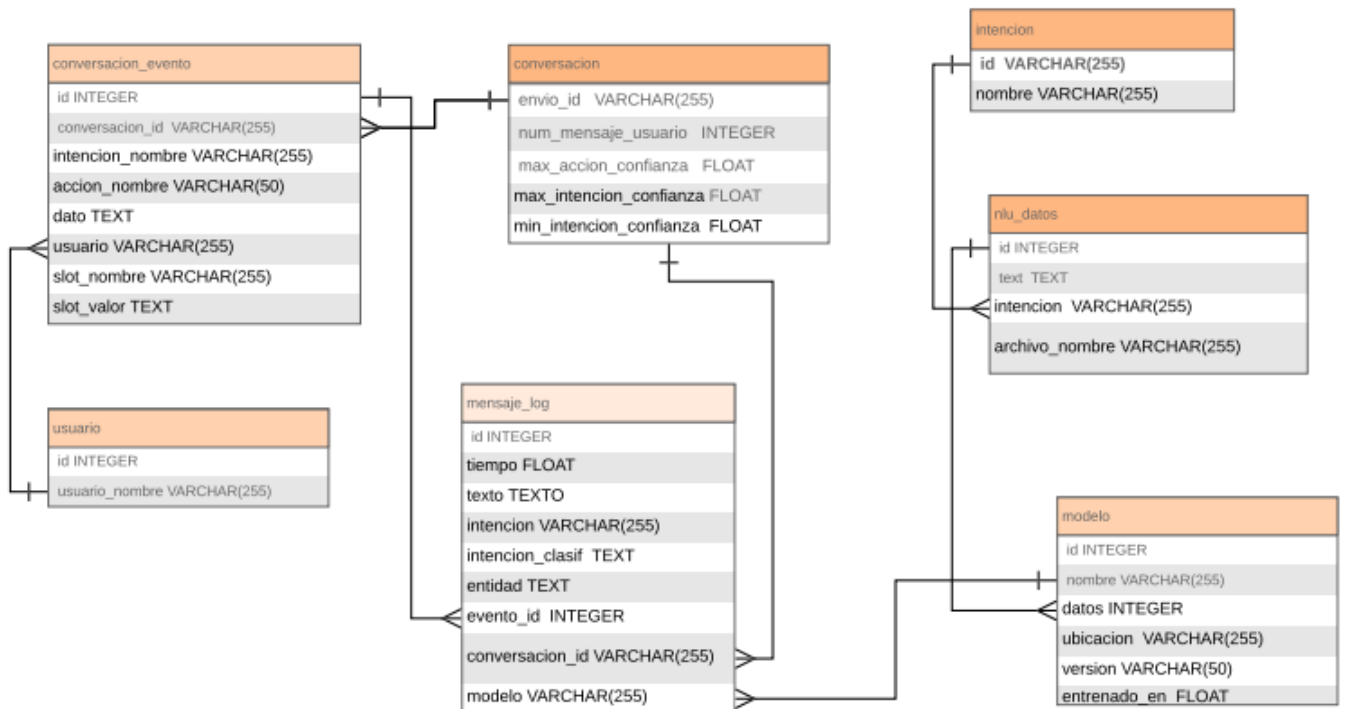 conversacion_evento
id INTEGER
conversacion_id VARCHAR(255)
intencion_nombre VARCHAR(255)
accion_nombre VARCHAR(50)
dato TEXT
usuario VARCHAR(255)
slot_nombre VARCHAR(255)
slot_valor TEXT
conversacion
envio_id VARCHAR(255)
num_mensaje_usuario INTEGER
max_accion_confianza FLOAT
max_intencion_confianza FLOAT
min_intencion_confianza FLOAT
intencion
id VARCHAR(255)
nombre VARCHAR(255)
nlu_datos
id INTEGER
text TEXT
intencion VARCHAR(255)
archivo_nombre VARCHAR(255)
usuario
id INTEGER
usuario_nombre VARCHAR(255)
mensaje_log
id INTEGER
tiempo FLOAT
texto TEXTO
intencion VARCHAR(255)
intencion_clasif TEXT
entidad TEXT
evento_id INTEGER
conversacion_id VARCHAR(255)
modelo VARCHAR(255)
modelo
id INTEGER
nombre VARCHAR(255)
datos INTEGER
ubicacion VARCHAR(255)
version VARCHAR(50)
entrenado_en FLOAT